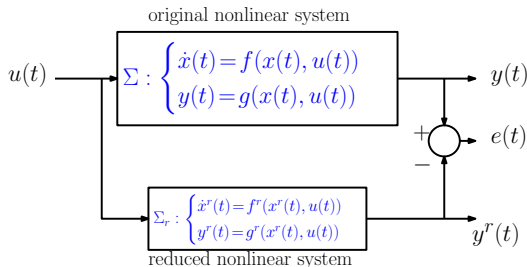 original nonlinear system
u(t)
Σ : { ẋ(t)=f(x(t), u(t))
y(t)=g(x(t), u(t))
y(t)
+
e(t)
−
Σᵣ : { ẋʳ(t)=fʳ(xʳ(t), u(t))
yʳ(t)=gʳ(xʳ(t), u(t))
yʳ(t)
reduced nonlinear system